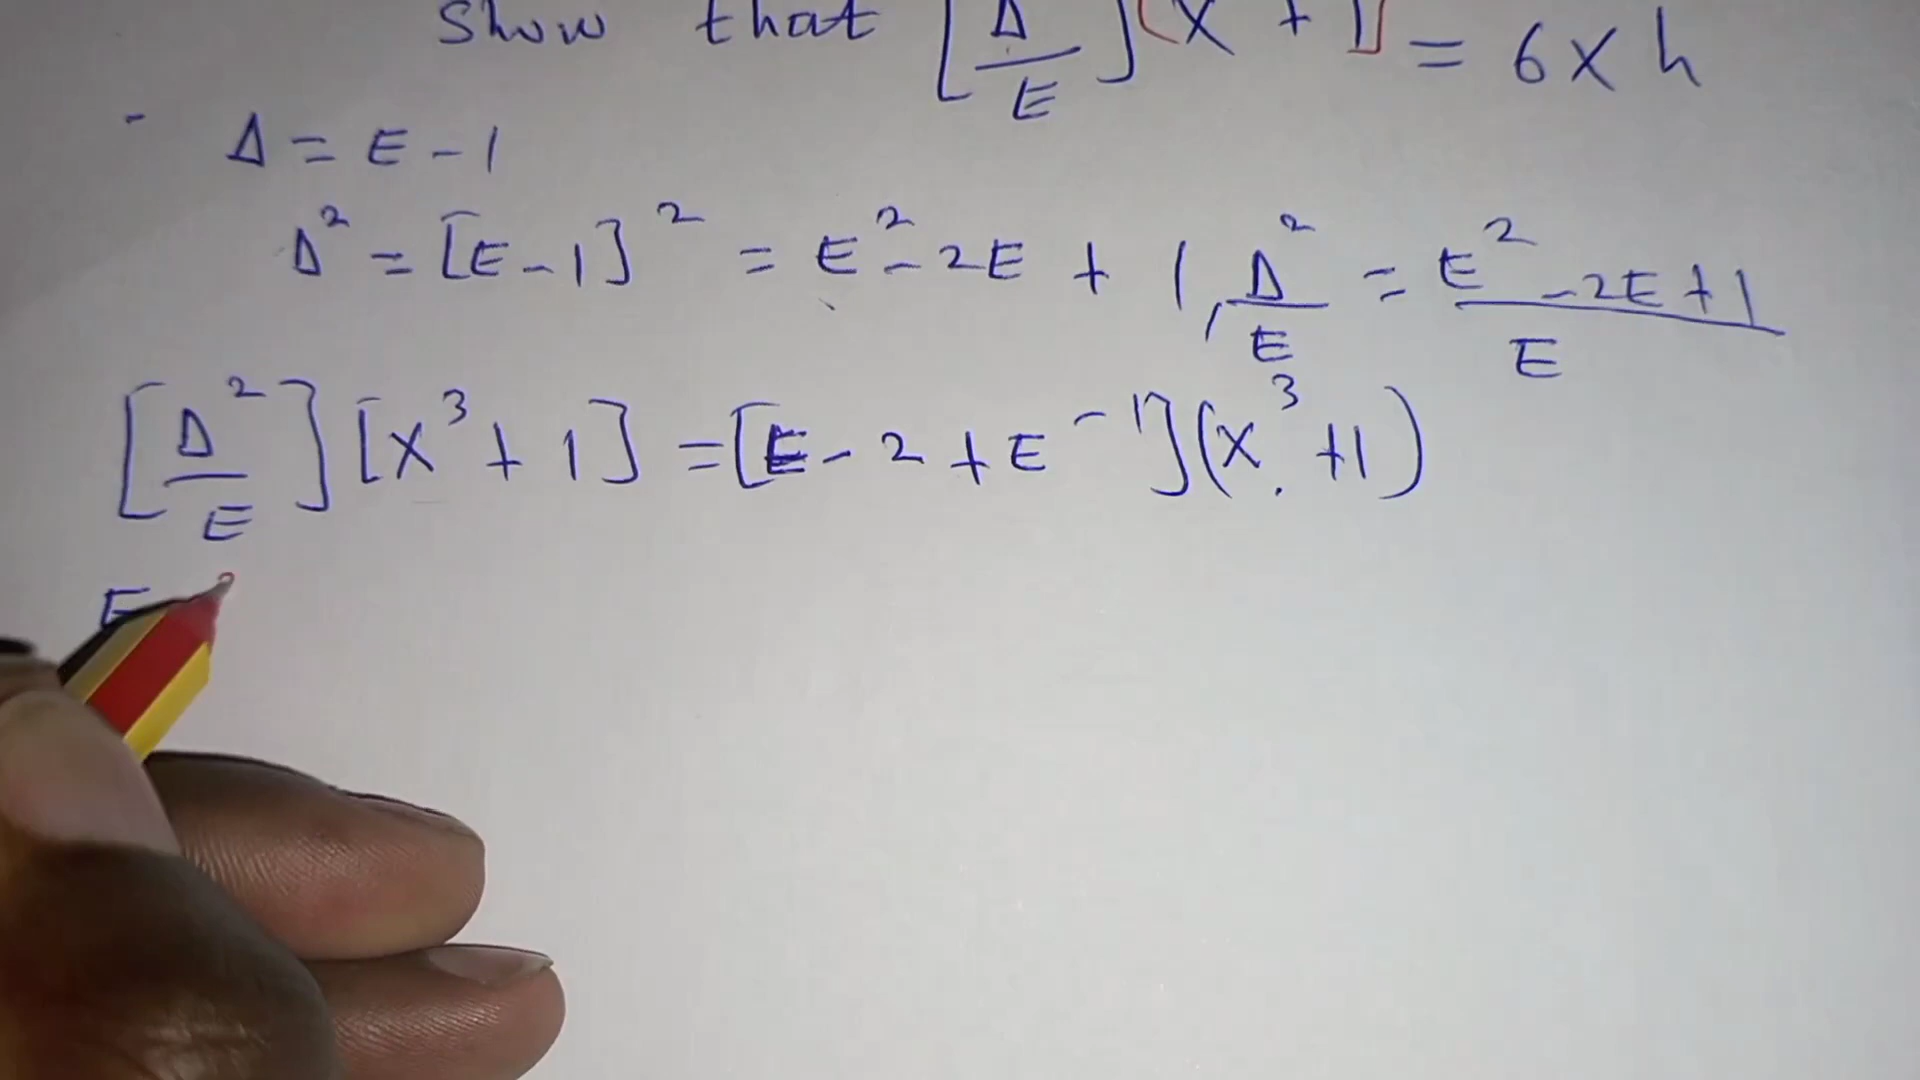 Show that [Δ/E](x + 1] = 6xh
Δ = E - 1
Δ² = [E - 1]² = E² - 2E + 1, Δ²/E = E² - 2E + 1/E
[Δ²/E][x³ + 1] = [E - 2 + E⁻¹](x³ + 1)
E